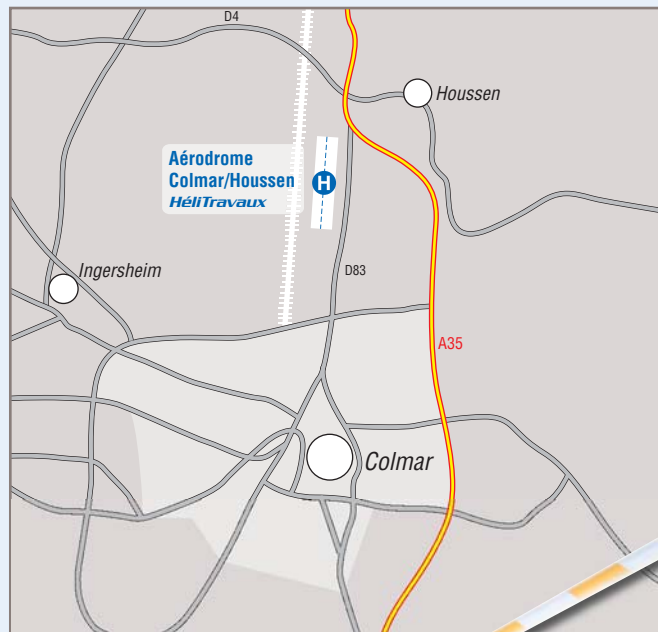 D4
Houssen
Aérodrome
Colmar/Houssen
HéliTravaux
H
Ingersheim
D83
A35
Colmar